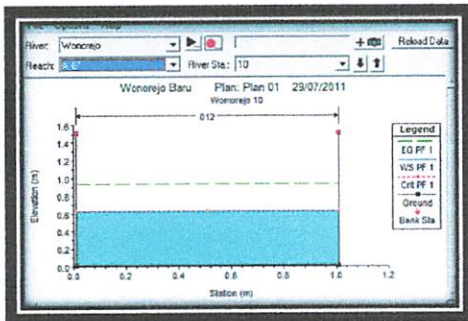 River: Wonorejo Reload Data
Reach: River Sta.: 10
Wonorejo Baru Plan: Plan 01 29/07/2011
Wonorejo 10
.012
Elevation (m)
1.6
1.4
1.2
1.0
0.8
0.6
0.4
0.2
0.0
0.0 0.2 0.4 0.6 0.8 1.0 1.2
Station (m)
Legend
EG PF 1
WS PF 1
Crit PF 1
Ground
Bank Sta